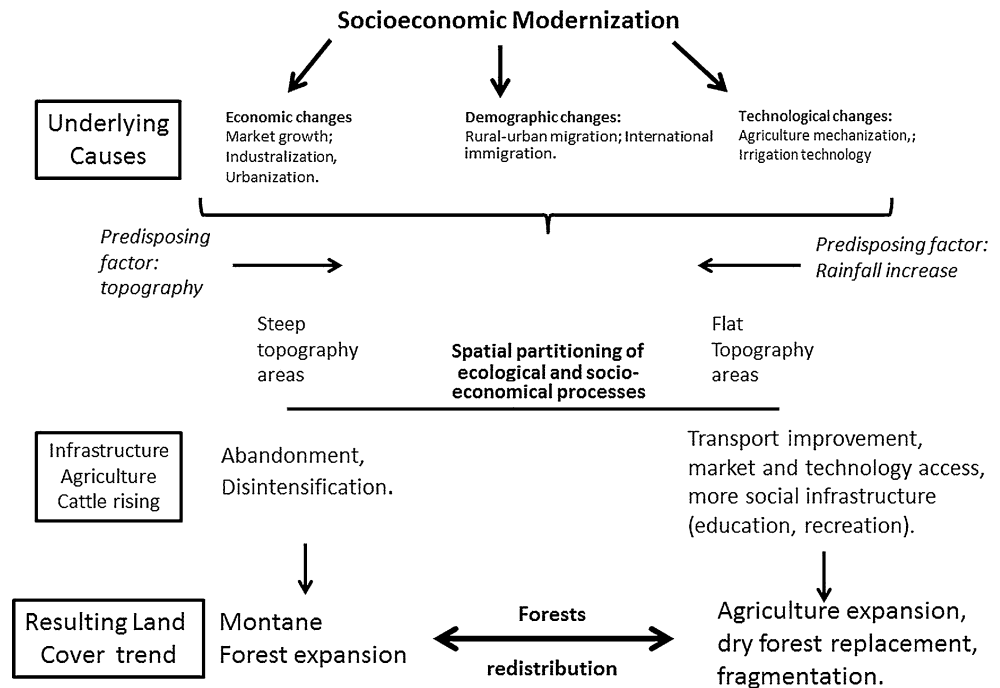 Socioeconomic Modernization
Underlying
Causes
Economic changes
Market growth;
Industralization,
Urbanization.
Demographic changes:
Rural-urban migration; International
immigration.
Technological changes:
Agriculture mechanization,;
Irrigation technology
Predisposing
factor:
topography
Predisposing factor:
Rainfall increase
Steep
topography
areas
Spatial partitioning of
ecological and socio-
economical processes
Flat
Topography
areas
Infrastructure
Agriculture
Cattle rising
Abandonment,
Disintensification.
Transport improvement,
market and technology access,
more social infrastructure
(education, recreation).
Resulting Land
Cover trend
Montane
Forest expansion
Forests
redistribution
Agriculture expansion,
dry forest replacement,
fragmentation.